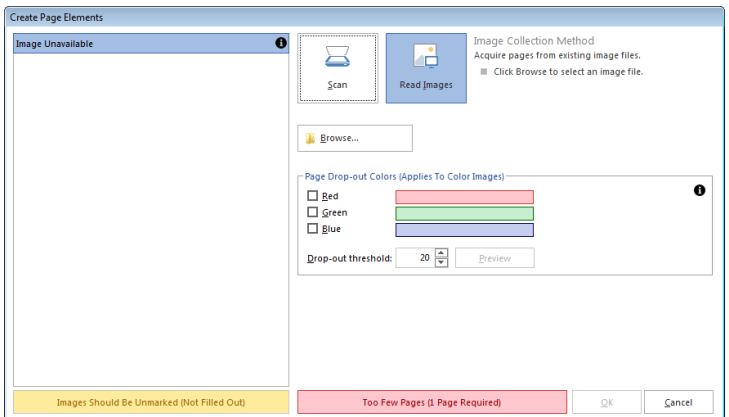 Create Page Elements
Image Unavailable
Scan
Read Images
Image Collection Method
Acquire pages from existing image files.
Click Browse to select an image file.
Browse...
Page Drop-out Colors (Applies To Color Images)
Red
Green
Blue
Drop-out threshold: 20 Preview
Images Should Be Unmarked (Not Filled Out)
Too Few Pages (1 Page Required)
OK
Cancel